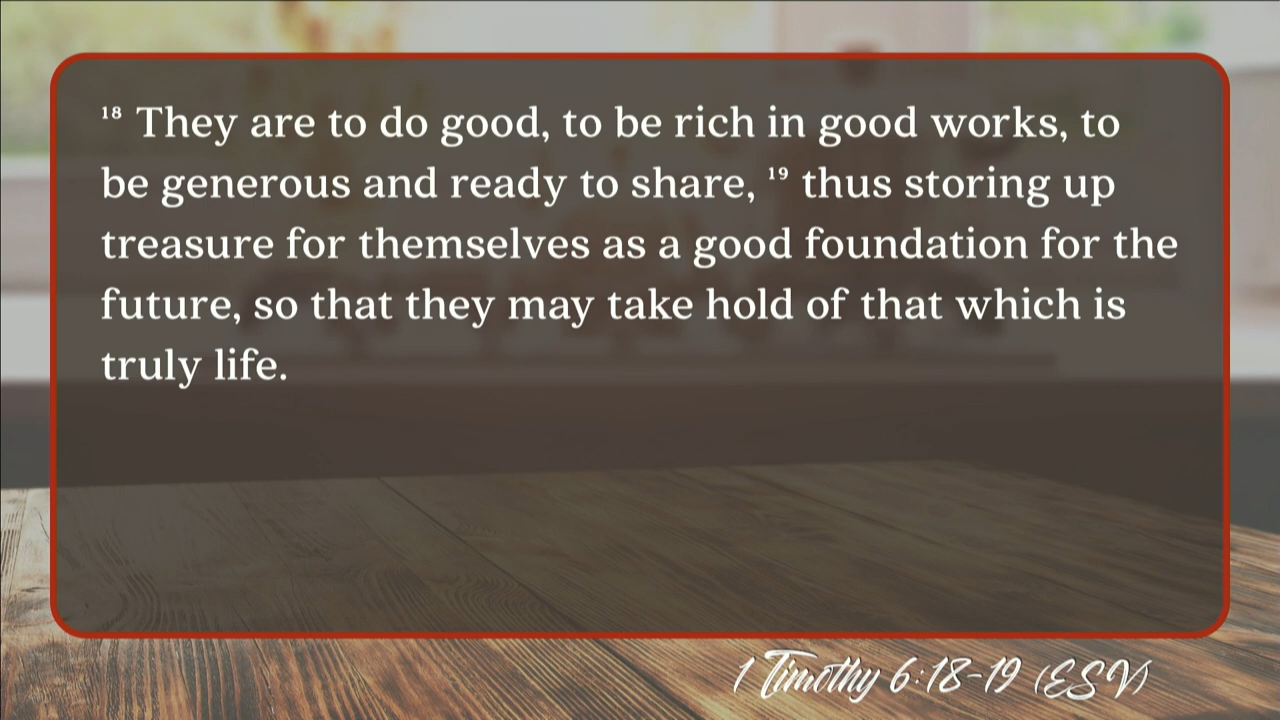 ¹⁸ They are to do good, to be rich in good works, to
be generous and ready to share, ¹⁹ thus storing up
treasure for themselves as a good foundation for the
future, so that they may take hold of that which is
truly life.
1 Timothy 6:18-19 (ESV)